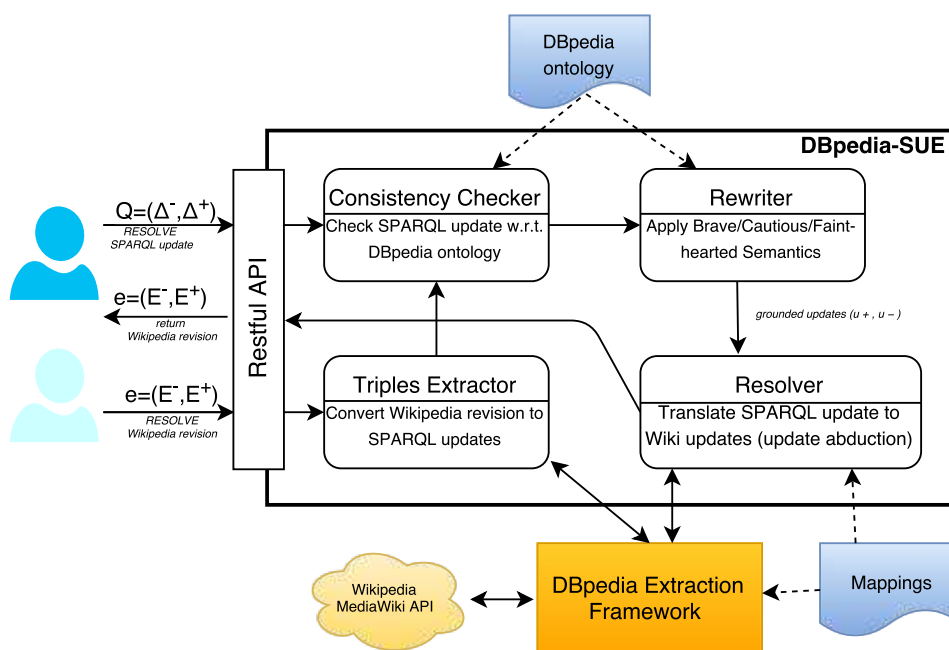 DBpedia
ontology
DBpedia-SUE
Q=(Δ⁻,Δ⁺)
RESOLVE
SPARQL update
e=(E⁻,E⁺)
return
Wikipedia revision
e=(E⁻,E⁺)
RESOLVE
Wikipedia revision
Restful API
Consistency Checker
Check SPARQL update w.r.t.
DBpedia ontology
Rewriter
Apply Brave/Cautious/Faint-
hearted Semantics
grounded updates (u + , u − )
Triples Extractor
Convert Wikipedia revision to
SPARQL updates
Resolver
Translate SPARQL update to
Wiki updates (update abduction)
Wikipedia
MediaWiki API
DBpedia Extraction
Framework
Mappings